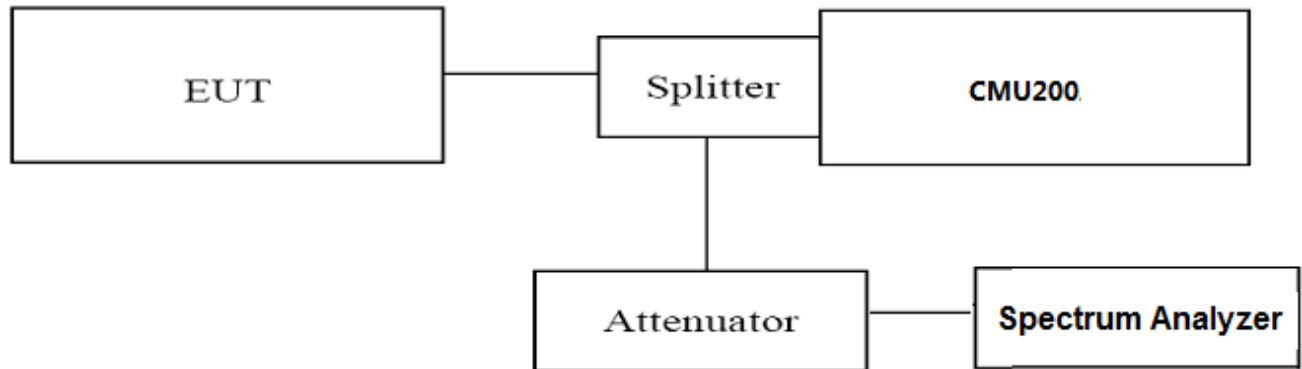 EUT
Splitter
CMU200
Attenuator
Spectrum Analyzer